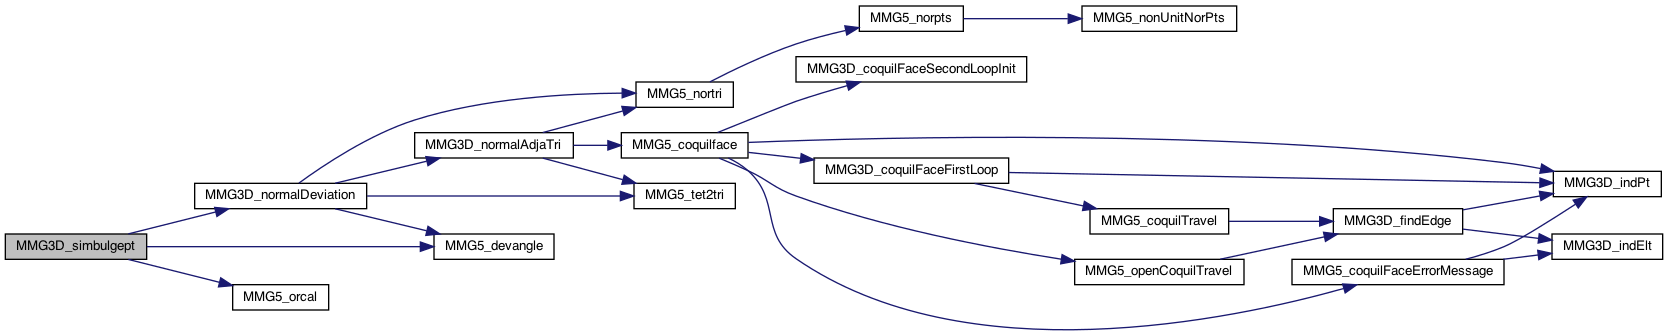 MMG5_norpts
MMG5_nonUnitNorPts
MMG3D_coquilFaceSecondLoopInit
MMG5_nortri
MMG3D_normalAdjaTri
MMG5_coquilface
MMG3D_coquilFaceFirstLoop
MMG3D_indPt
MMG3D_normalDeviation
MMG5_tet2tri
MMG5_coquilTravel
MMG3D_findEdge
MMG3D_simbulgept
MMG5_devangle
MMG3D_indElt
MMG5_openCoquilTravel
MMG5_coquilFaceErrorMessage
MMG5_orcal